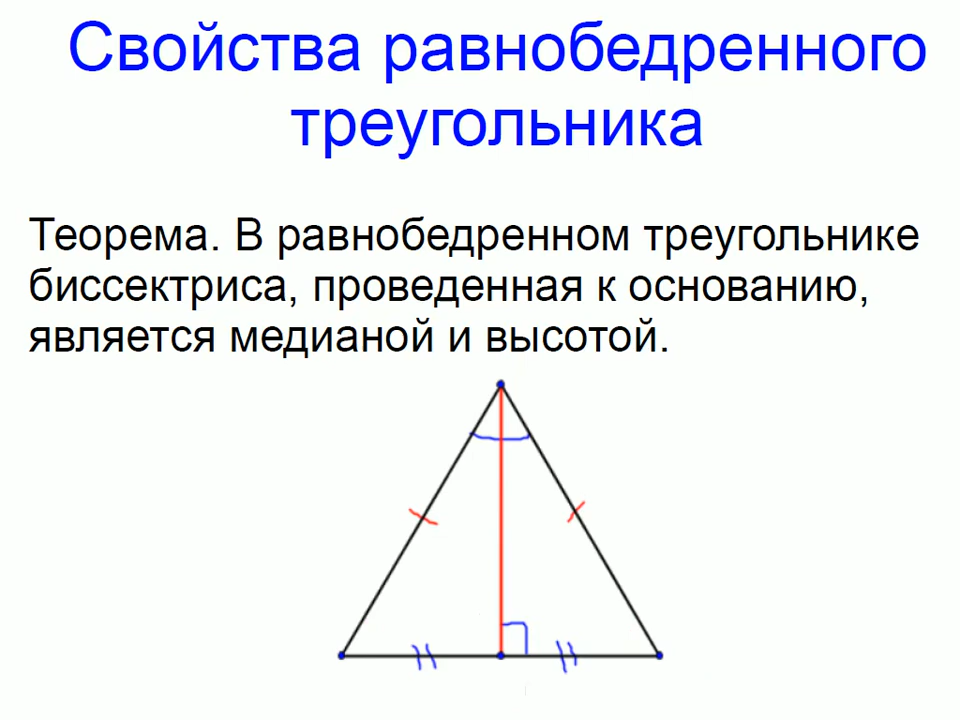 Свойства равнобедренного
треугольника
Теорема. В равнобедренном треугольнике
биссектриса, проведенная к основанию,
является медианой и высотой.